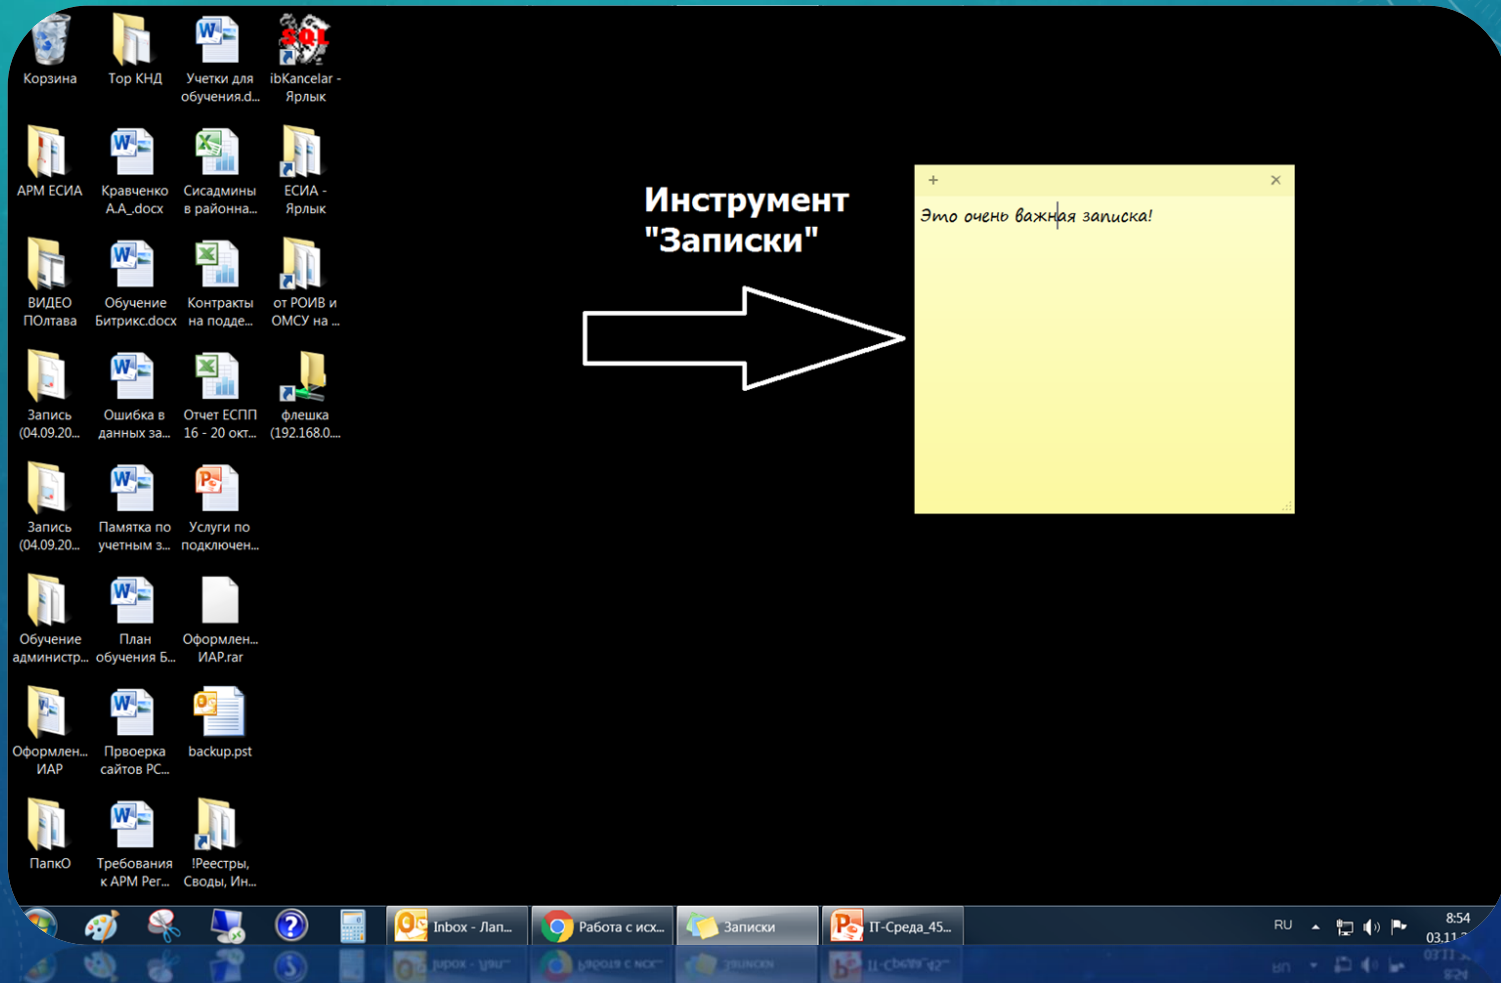 Корзина
Тор КНД
Учетки для
обучения.d...
ibKancelar -
Ярлык
SQL
АРМ ЕСИА
Кравченко
А.А_.docx
Сисадмины
в районна...
ЕСИА -
Ярлык
ВИДЕО
ПОлтава
Обучение
Битрикс.docx
Контракты
на подде...
от РОИВ и
ОМСУ на ...
Запись
(04.09.20...
Ошибка в
данных за...
Отчет ЕСПП
16 - 20 окт...
флешка
(192.168.0....
Запись
(04.09.20...
Памятка по
учетным з...
Услуги по
подключен...
Обучение
администр...
План
обучения Б...
Оформлен...
ИАР.rar
Оформлен...
ИАР
Првоерка
сайтов РС...
backup.pst
ПапкО
Требования
к АРМ Рег...
!Реестры,
Своды, Ин...
Инструмент
"Записки"
Это очень важная записка!
Inbox - Лап...
Работа с исх...
Записки
IT-Среда_45...
RU
8:54
03.11.